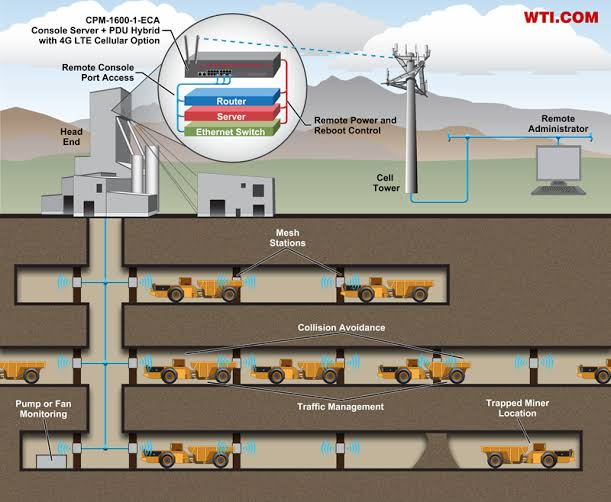 WTI.COM
CPM-1600-1-ECA
Console Server + PDU Hybrid
with 4G LTE Cellular Option
Remote Console
Port Access
Router
Server
Ethernet Switch
Remote Power and
Reboot Control
Remote
Administrator
Head
End
Cell
Tower
Mesh
Stations
Collision Avoidance
Traffic Management
Pump or Fan
Monitoring
Trapped Miner
Location